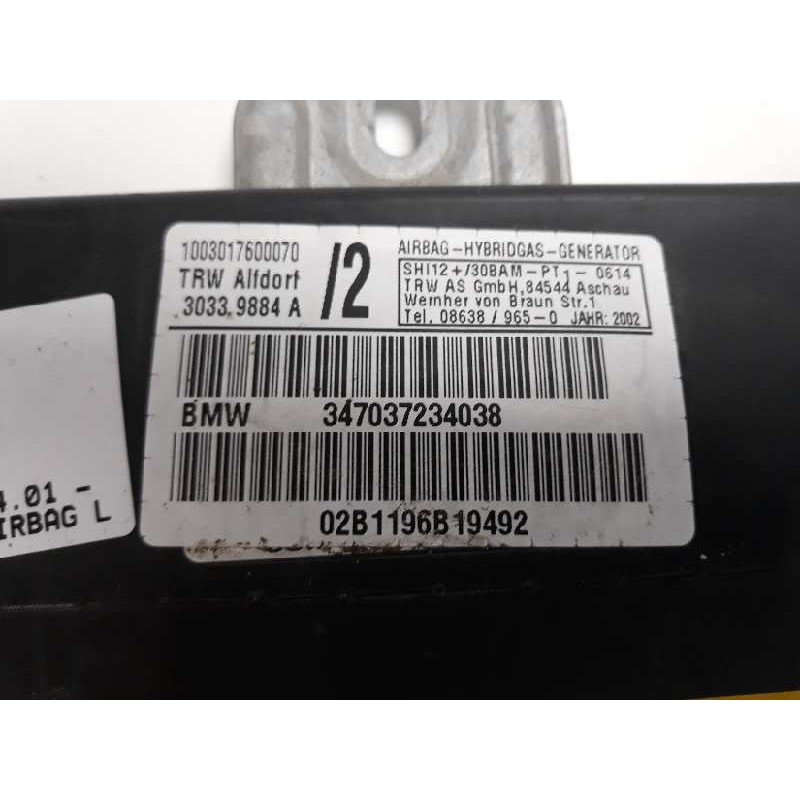 1003017600070
TRW Alfdorf
3033.9884 A
/2
AIRBAG-HYBRIDGAS-GENERATOR
SHI12+/30BAM-PT1-0614
TRW AS GmbH,84544 Aschau
Wernher von Braun Str.1
Tel. 08638/965-0 JAHR: 2002
BMW 347037234038
02B1196B19492
4.01 -
IRBAG L